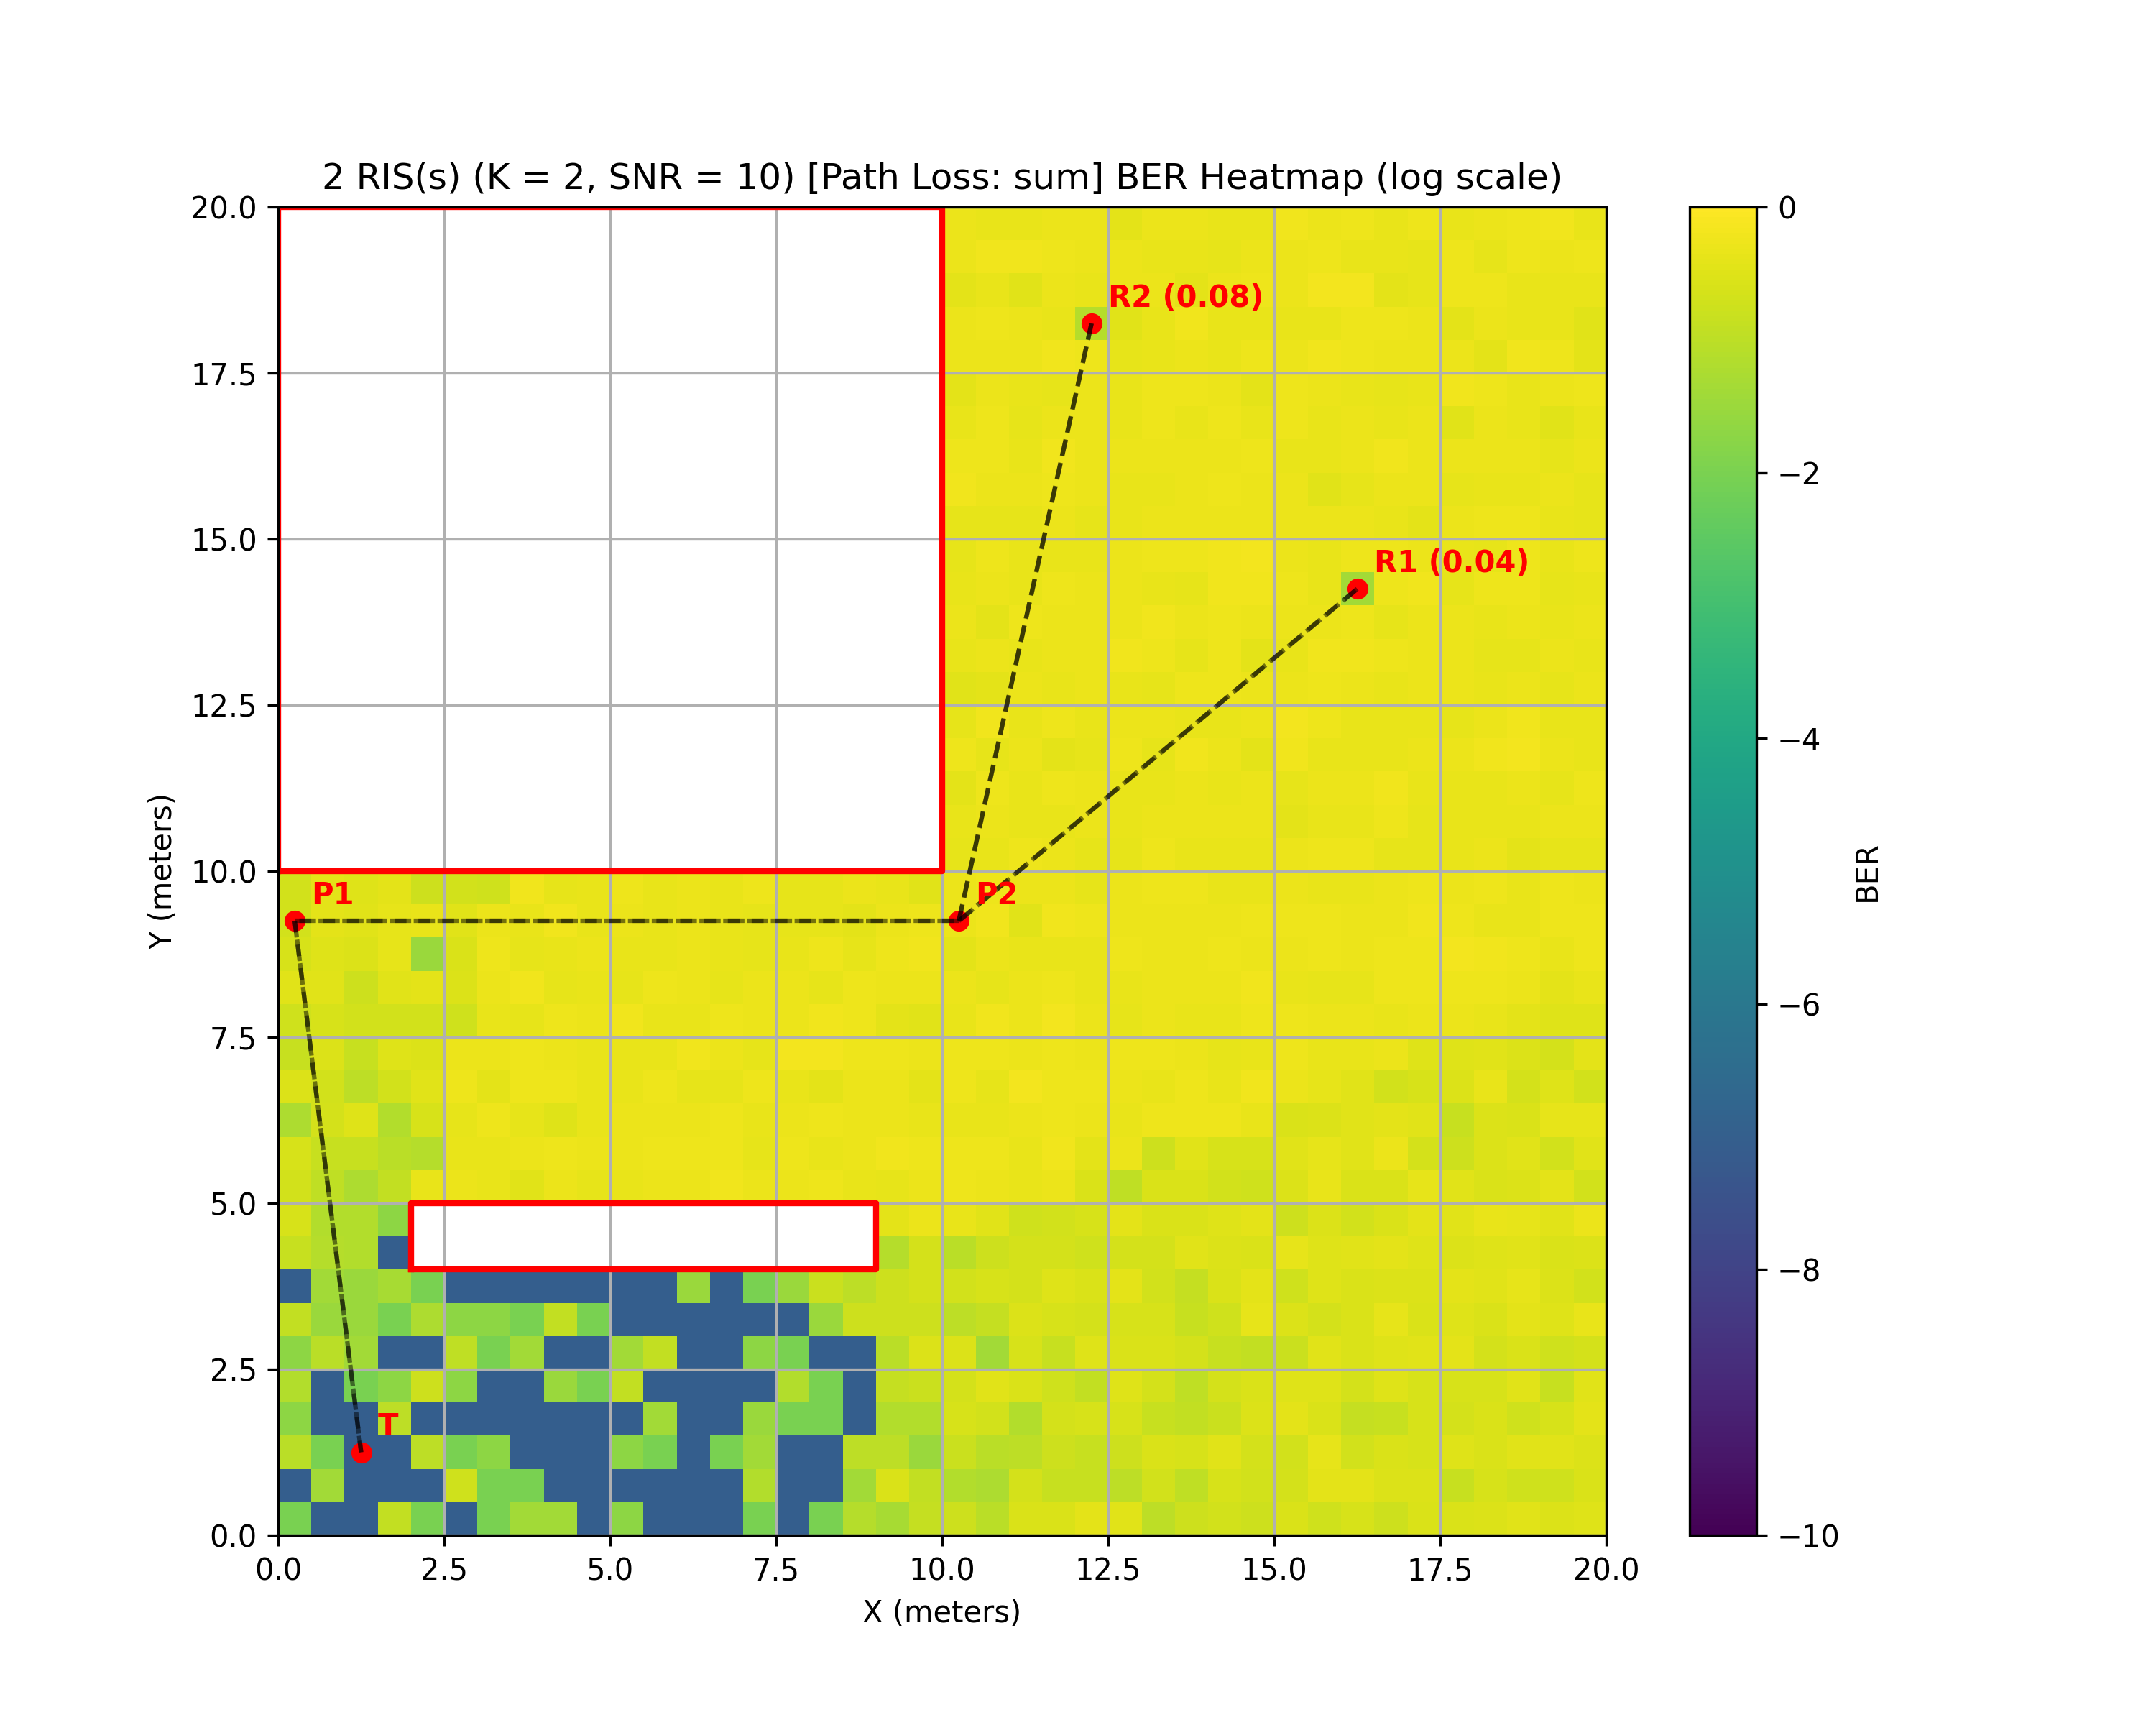 2 RIS(s) (K = 2, SNR = 10) [Path Loss: sum] BER Heatmap (log scale)
20.0
17.5
15.0
12.5
10.0
7.5
5.0
2.5
0.0
Y (meters)
R2 (0.08)
R1 (0.04)
P1
P2
T
0.0 2.5 5.0 7.5 10.0 12.5 15.0 17.5 20.0
X (meters)
0
−2
−4
−6
−8
−10
BER